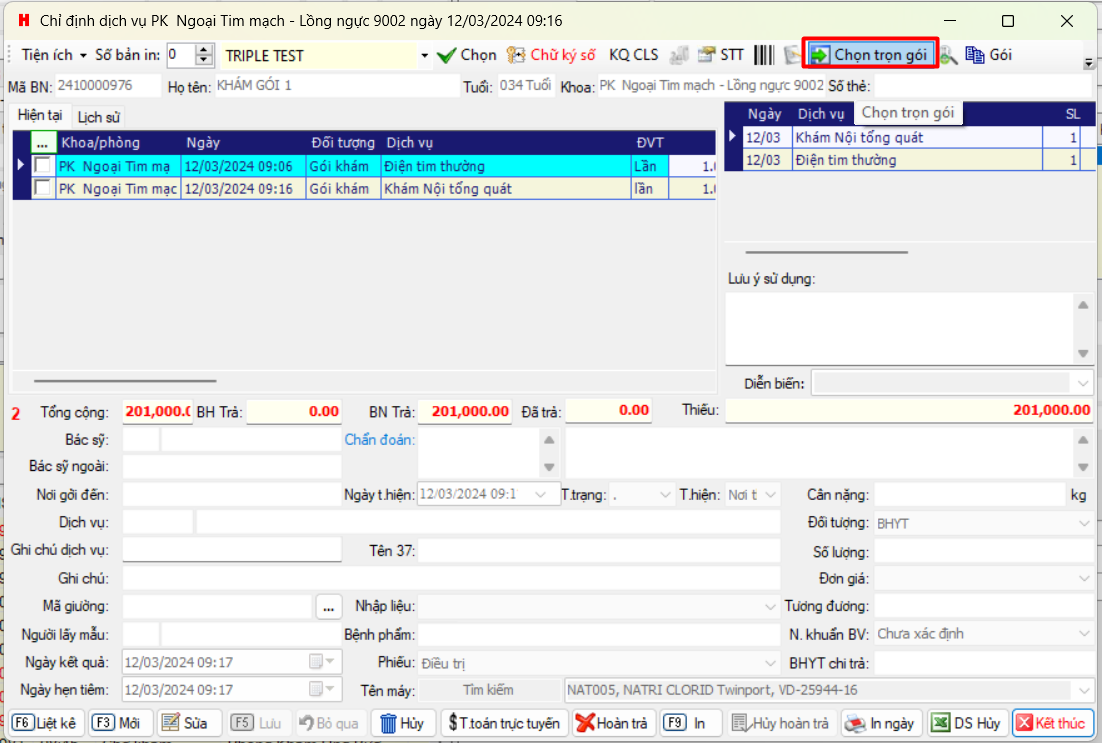 Chỉ định dịch vụ PK  Ngoại Tim mạch - Lồng ngực 9002 ngày 12/03/2024 09:16
Tiện ích Số bản in: 0 TRIPLE TEST Chọn Chữ ký số KQ CLS STT Chọn trọn gói Gói
Mã BN: 2410000976 Họ tên: KHÁM GÓI 1 Tuổi: 034 Tuổi Khoa: PK  Ngoại Tim mạch - Lồng ngực 9002 Số thẻ:
Hiện tại Lịch sử
Ngày Dịch vụ Chọn trọn gói SL
... Khoa/phòng Ngày Đối tượng Dịch vụ ĐVT
12/03 Khám Nội tổng quát 1
12/03 Điện tim thường 1
PK  Ngoại Tim mạ 12/03/2024 09:06 Gói khám Điện tim thường Lần 1.0
PK  Ngoại Tim mạc 12/03/2024 09:16 Gói khám Khám Nội tổng quát lần 1.0
Lưu ý sử dụng:
Diễn biến:
2 Tổng cộng: 201,000.0 BH Trả: 0.00 BN Trả: 201,000.00 Đã trả: 0.00 Thiếu: 201,000.00
Bác sỹ: Chẩn đoán:
Bác sỹ ngoài:
Nơi gởi đến: Ngày t.hiện: 12/03/2024 09:1 T.trạng: . T.hiện: Nơi t Cân nặng: kg
Dịch vụ: Đối tượng: BHYT
Ghi chú dịch vụ: Tên 37: Số lượng:
Ghi chú: Đơn giá:
Mã giường: ... Nhập liệu: Tương đương:
Người lấy mẫu: Bệnh phẩm: N. khuẩn BV: Chưa xác định
Ngày kết quả: 12/03/2024 09:17 Phiếu: Điều trị BHYT chi trả:
Ngày hẹn tiêm: 12/03/2024 09:17 Tên máy: Tìm kiếm NAT005, NATRI CLORID Twinport, VD-25944-16
F6 Liệt kê F3 Mới Sửa F5 Lưu Bỏ qua Hủy $T.toán trực tuyến Hoàn trả F9 In Hủy hoàn trả In ngày DS Hủy Kết thúc